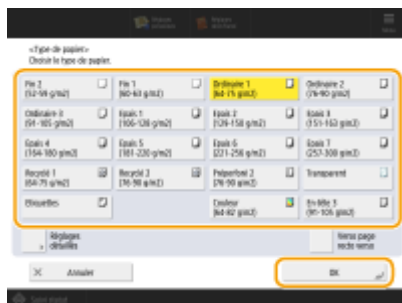 <Type de papier>
Choisir le type de papier.
Fin 2
(52-59 g/m2)
Fin 1
(60-63 g/m2)
Ordinaire 1
(64-75 g/m2)
Ordinaire 2
(76-90 g/m2)
Ordinaire 3
(91-105 g/m2)
Epais 1
(106-128 g/m2)
Epais 2
(129-150 g/m2)
Epais 3
(151-163 g/m2)
Epais 4
(164-180 g/m2)
Epais 5
(181-220 g/m2)
Epais 6
(221-256 g/m2)
Epais 7
(257-300 g/m2)
Recyclé 1
(64-75 g/m2)
Recyclé 2
(76-90 g/m2)
Préperforé 2
(76-90 g/m2)
Transparent
Etiquettes
Couleur
(64-82 g/m2)
En-tête 3
(91-105 g/m2)
Réglages
détaillés
Verso page
recto verso
Annuler
OK